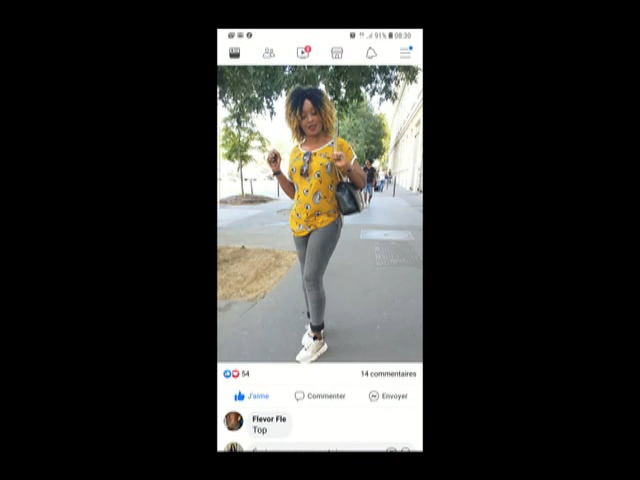 91% 08:30
54
14 commentaires
J'aime
Commenter
Envoyer
Flevor Fle
Top